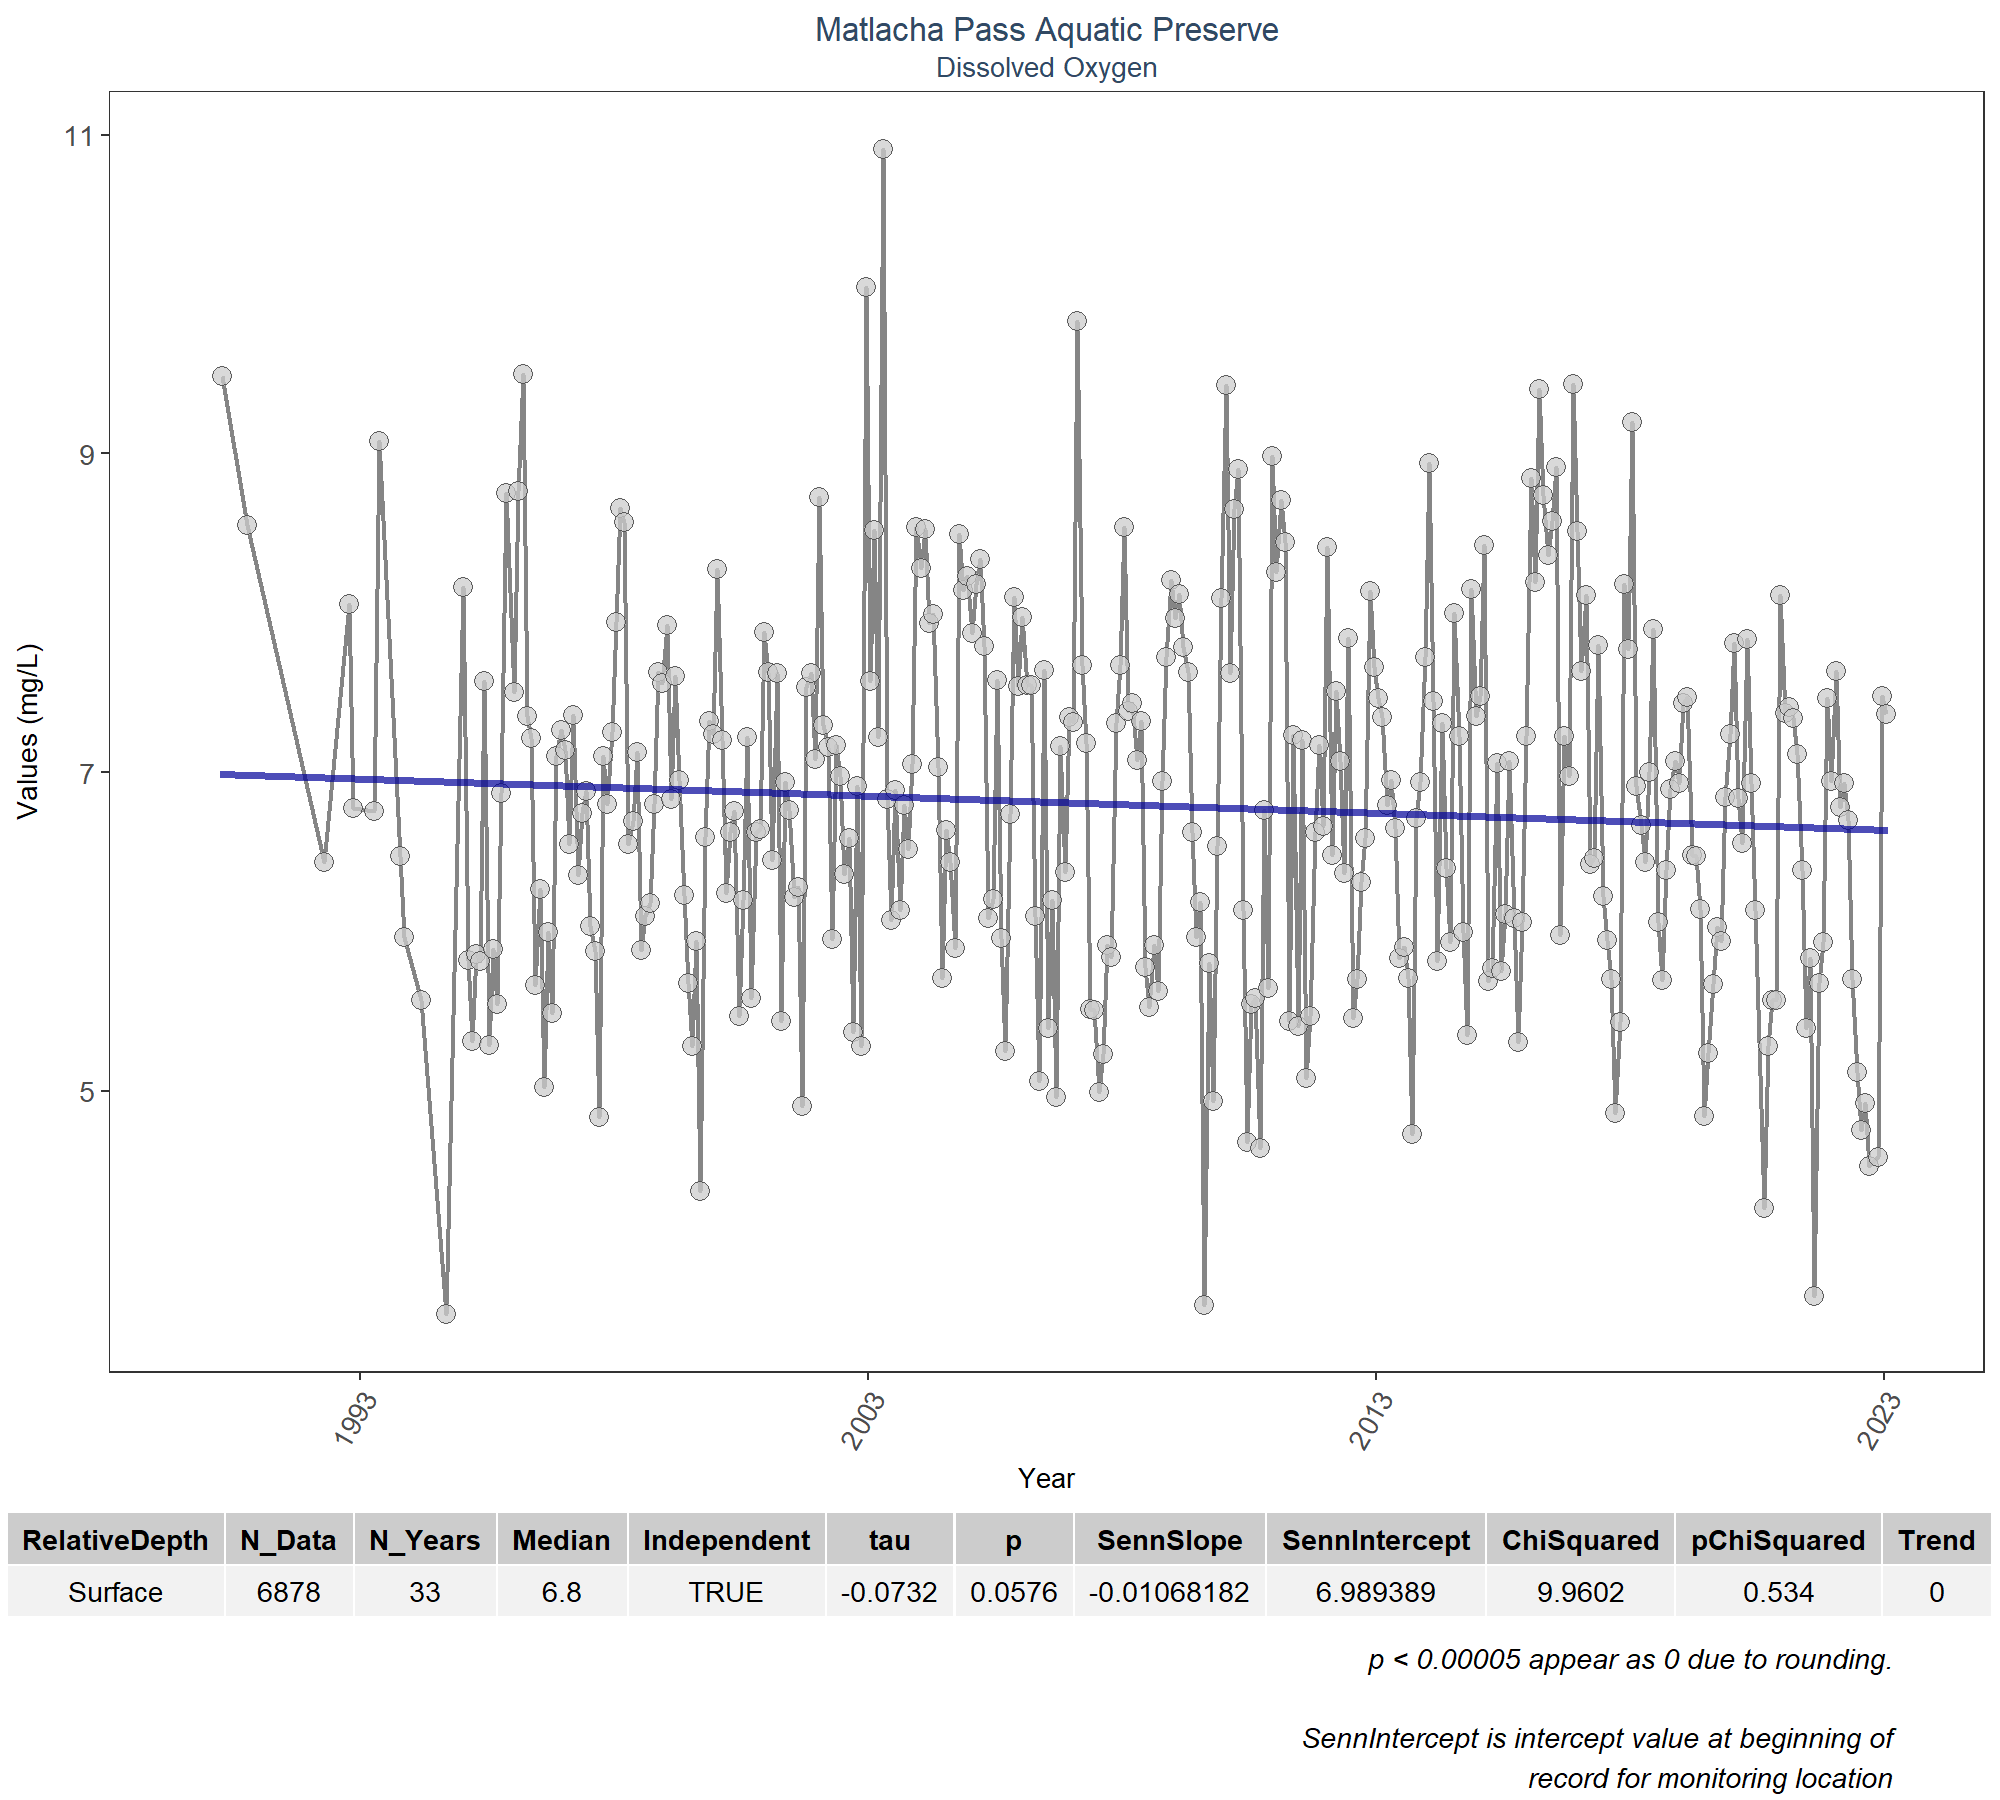 Matlacha Pass Aquatic Preserve
Dissolved Oxygen
Values (mg/L)
11
9
7
5
1993
2003
2013
2023
Year
RelativeDepth N_Data N_Years Median Independent tau p SennSlope SennIntercept ChiSquared pChiSquared Trend
Surface 6878 33 6.8 TRUE -0.0732 0.0576 -0.01068182 6.989389 9.9602 0.534 0
p < 0.00005 appear as 0 due to rounding.
SennIntercept is intercept value at beginning of
record for monitoring location